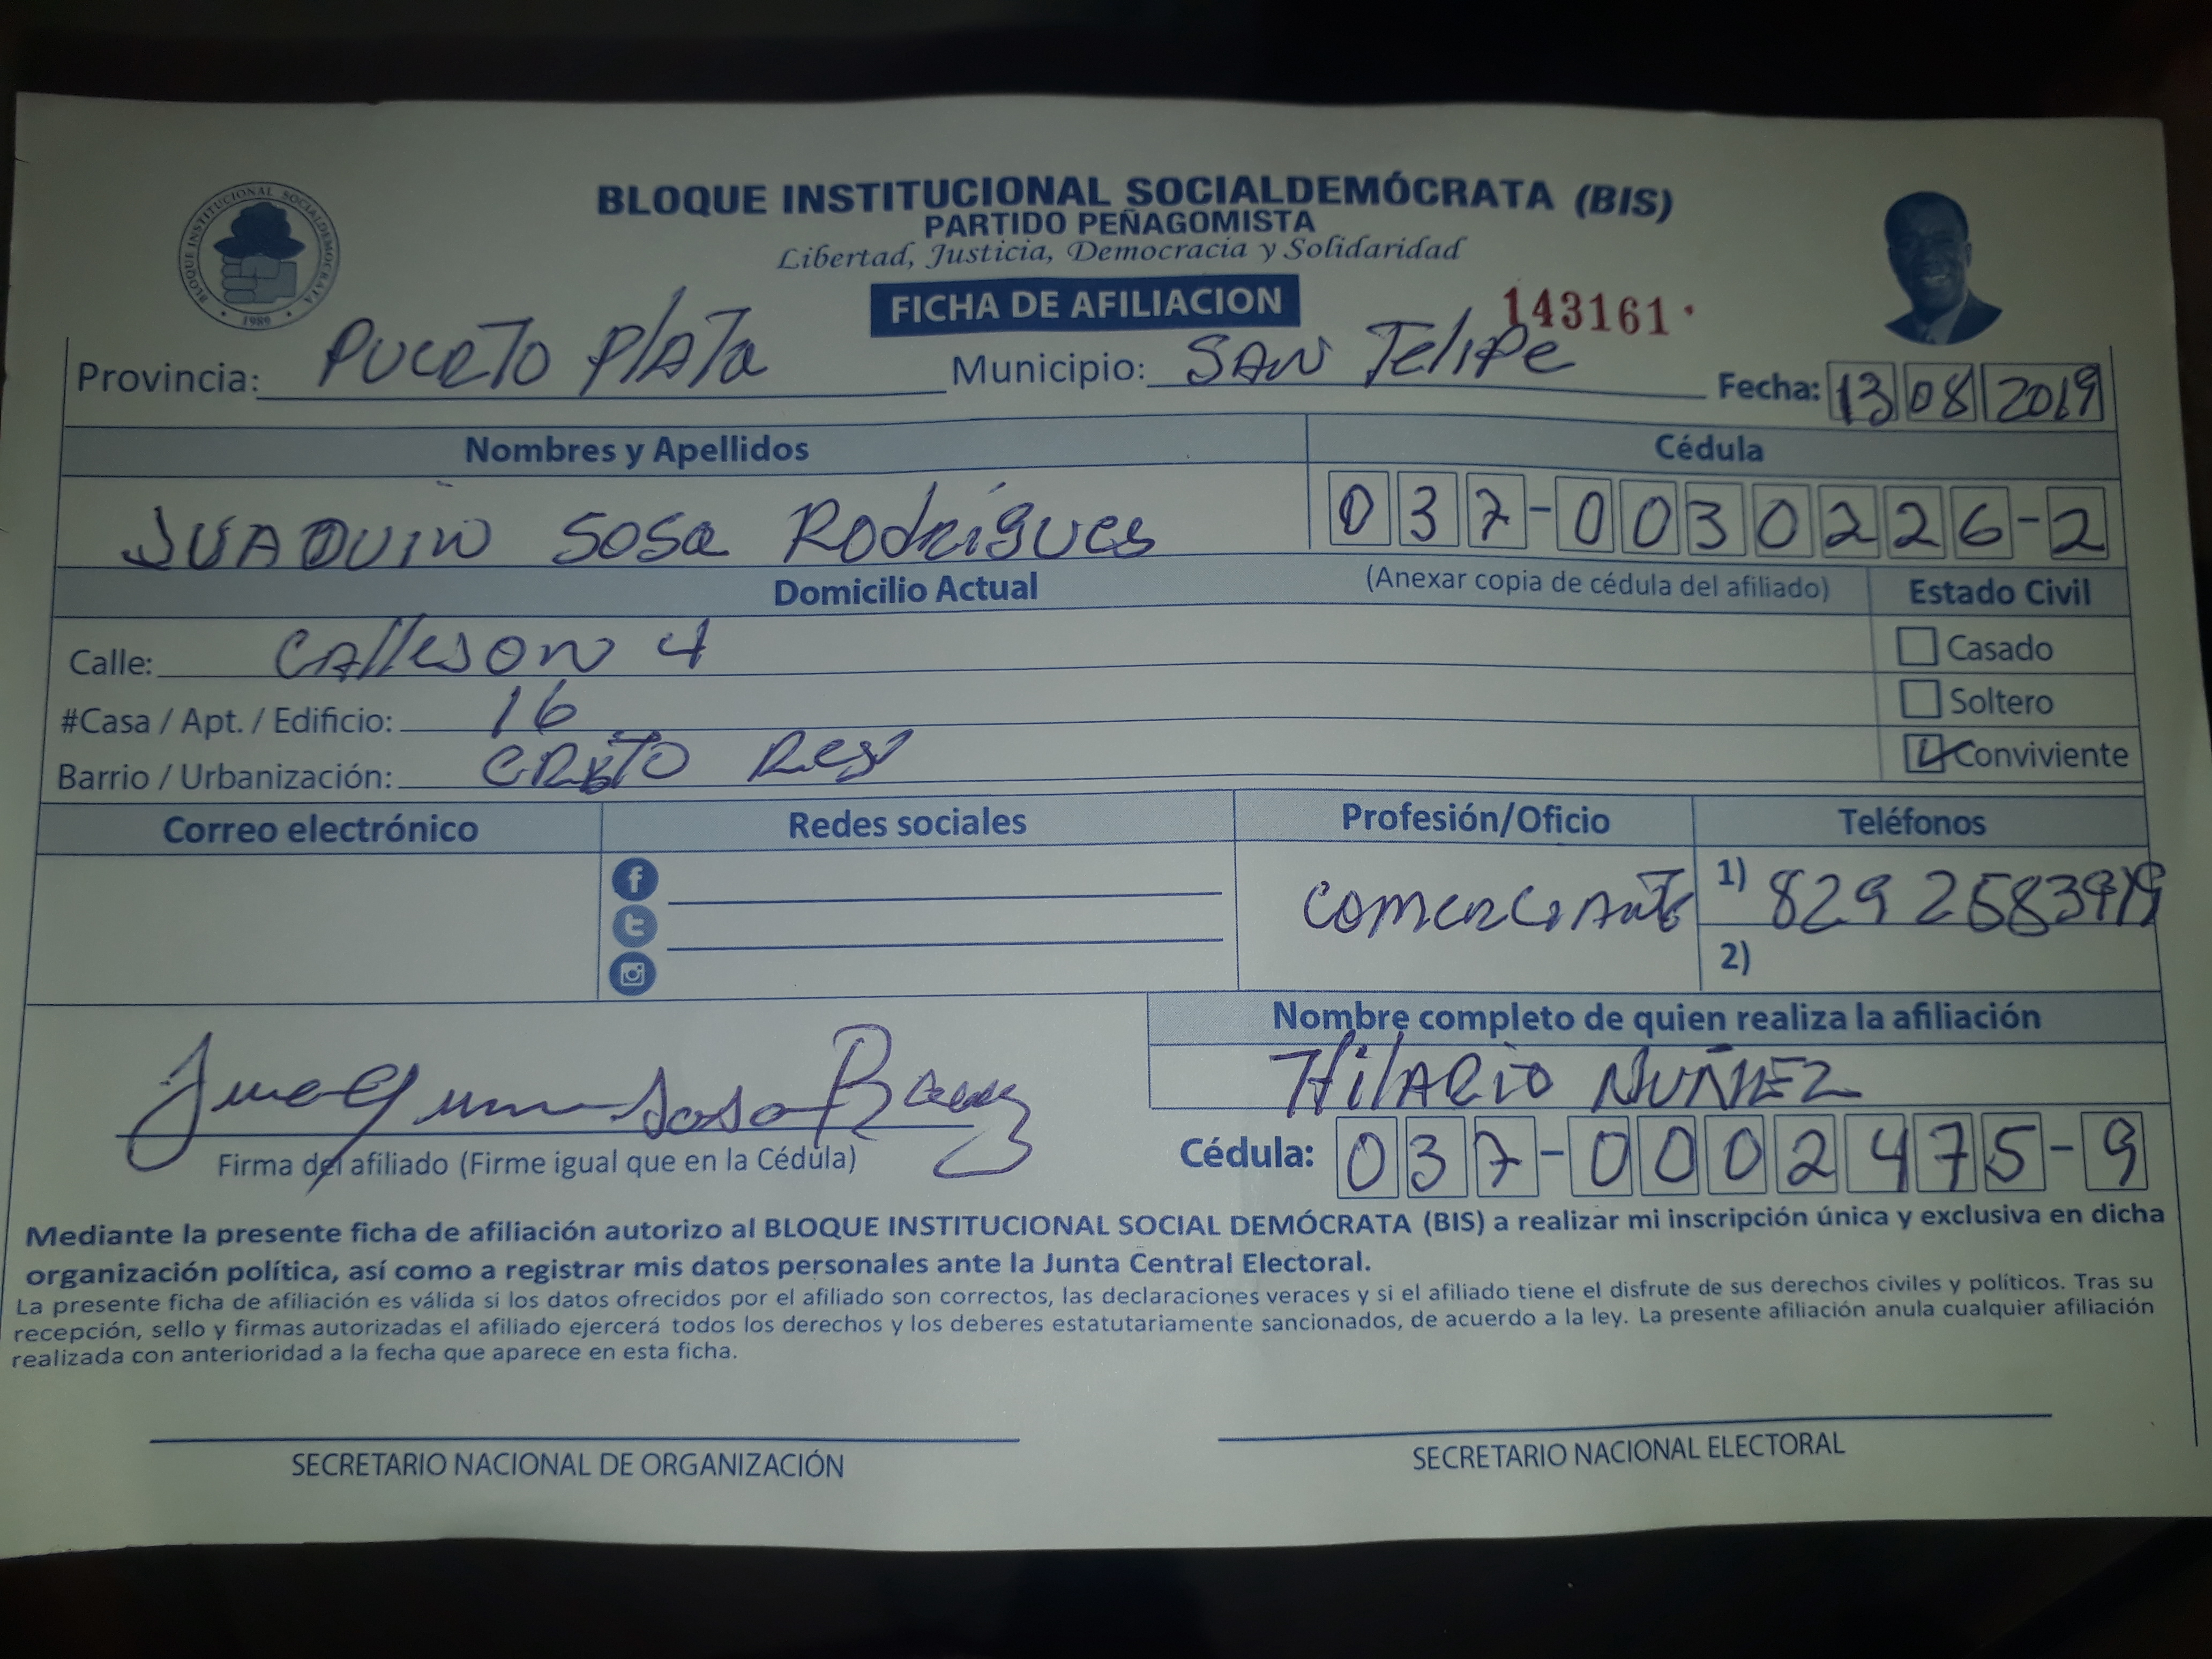 BLOQUE INSTITUCIONAL SOCIALDEMOCRATA
1989
BLOQUE INSTITUCIONAL SOCIALDEMÓCRATA (BIS)
PARTIDO PEÑAGOMISTA
Libertad, Justicia, Democracia y Solidaridad
FICHA DE AFILIACION
143161
Provincia: PUERTO PlATa Municipio: SAN Felipe Fecha: 13 08 2019
Nombres y Apellidos Cédula
JUAQUIN SOSa RodRigues 037-0030226-2
Domicilio Actual (Anexar copia de cédula del afiliado) Estado Civil
Calle: CAlleSON 4 Casado
#Casa / Apt. / Edificio: 16 Soltero
Barrio / Urbanización: Conviviente
Correo electrónico Redes sociales Profesión/Oficio Teléfonos
COMERCIANTE 1) 829
2)
Nombre completo de quien realiza la afiliación
HilARIO NUÑEZ
Firma del afiliado (Firme igual que en la Cédula) Cédula: 037-0002475-9
Mediante la presente ficha de afiliación autorizo al BLOQUE INSTITUCIONAL SOCIAL DEMÓCRATA (BIS) a realizar mi inscripción única y exclusiva en dicha
organización política, así como a registrar mis datos personales ante la Junta Central Electoral.
La presente ficha de afiliación es válida si los datos ofrecidos por el afiliado son correctos, las declaraciones veraces y si el afiliado tiene el disfrute de sus derechos civiles y políticos. Tras su
recepción, sello y firmas autorizadas el afiliado ejercerá todos los derechos y los deberes estatutariamente sancionados, de acuerdo a la ley. La presente afiliación anula cualquier afiliación
realizada con anterioridad a la fecha que aparece en esta ficha.
SECRETARIO NACIONAL DE ORGANIZACIÓN SECRETARIO NACIONAL ELECTORAL